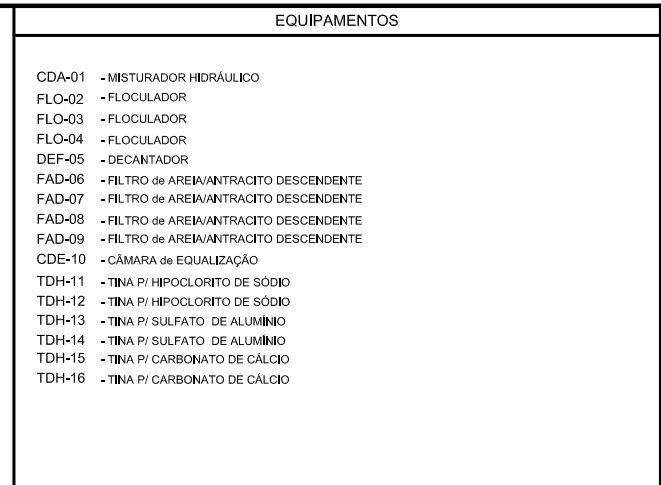 EQUIPAMENTOS
CDA-01 - MISTURADOR HIDRÁULICO
FLO-02 - FLOCULADOR
FLO-03 - FLOCULADOR
FLO-04 - FLOCULADOR
DEF-05 - DECANTADOR
FAD-06 - FILTRO de AREIA/ANTRACITO DESCENDENTE
FAD-07 - FILTRO de AREIA/ANTRACITO DESCENDENTE
FAD-08 - FILTRO de AREIA/ANTRACITO DESCENDENTE
FAD-09 - FILTRO de AREIA/ANTRACITO DESCENDENTE
CDE-10 - CÂMARA de EQUALIZAÇÃO
TDH-11 - TINA P/ HIPOCLORITO DE SÓDIO
TDH-12 - TINA P/ HIPOCLORITO DE SÓDIO
TDH-13 - TINA P/ SULFATO DE ALUMÍNIO
TDH-14 - TINA P/ SULFATO DE ALUMÍNIO
TDH-15 - TINA P/ CARBONATO DE CÁLCIO
TDH-16 - TINA P/ CARBONATO DE CÁLCIO